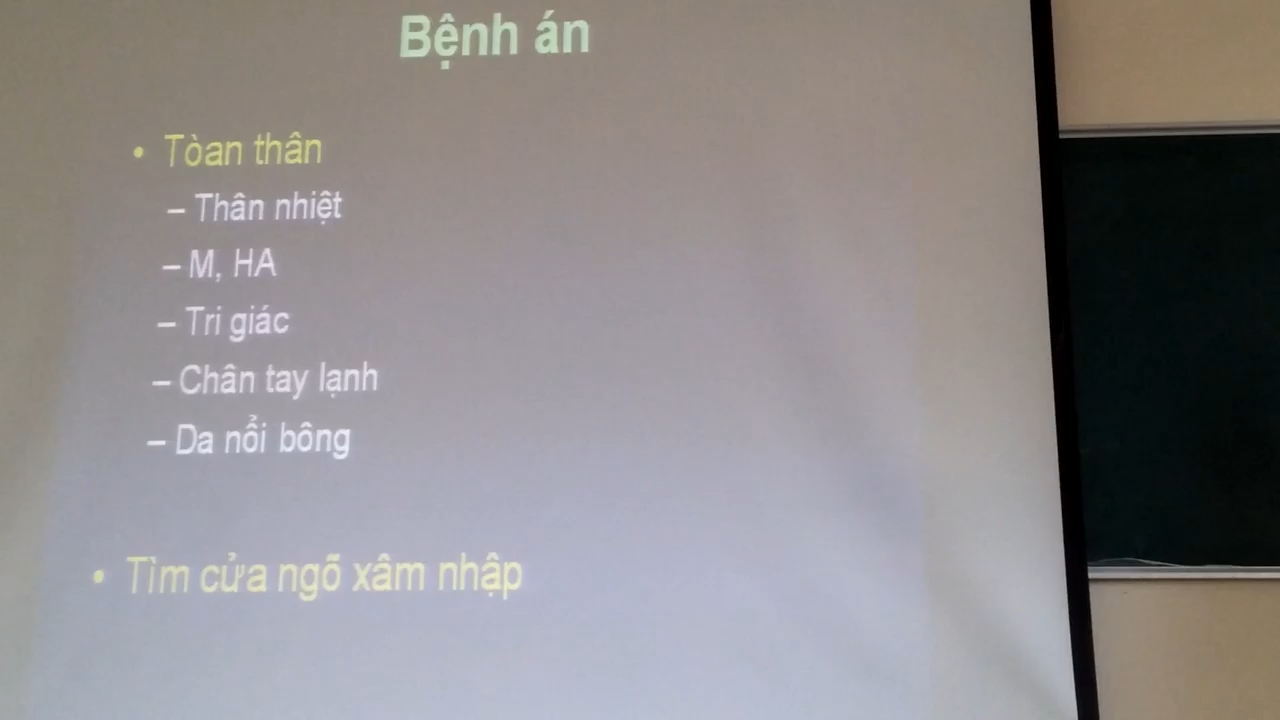 Bệnh án
• Tòan thân
– Thân nhiệt
– M, HA
– Tri giác
– Chân tay lạnh
– Da nổi bông
• Tìm cửa ngõ xâm nhập